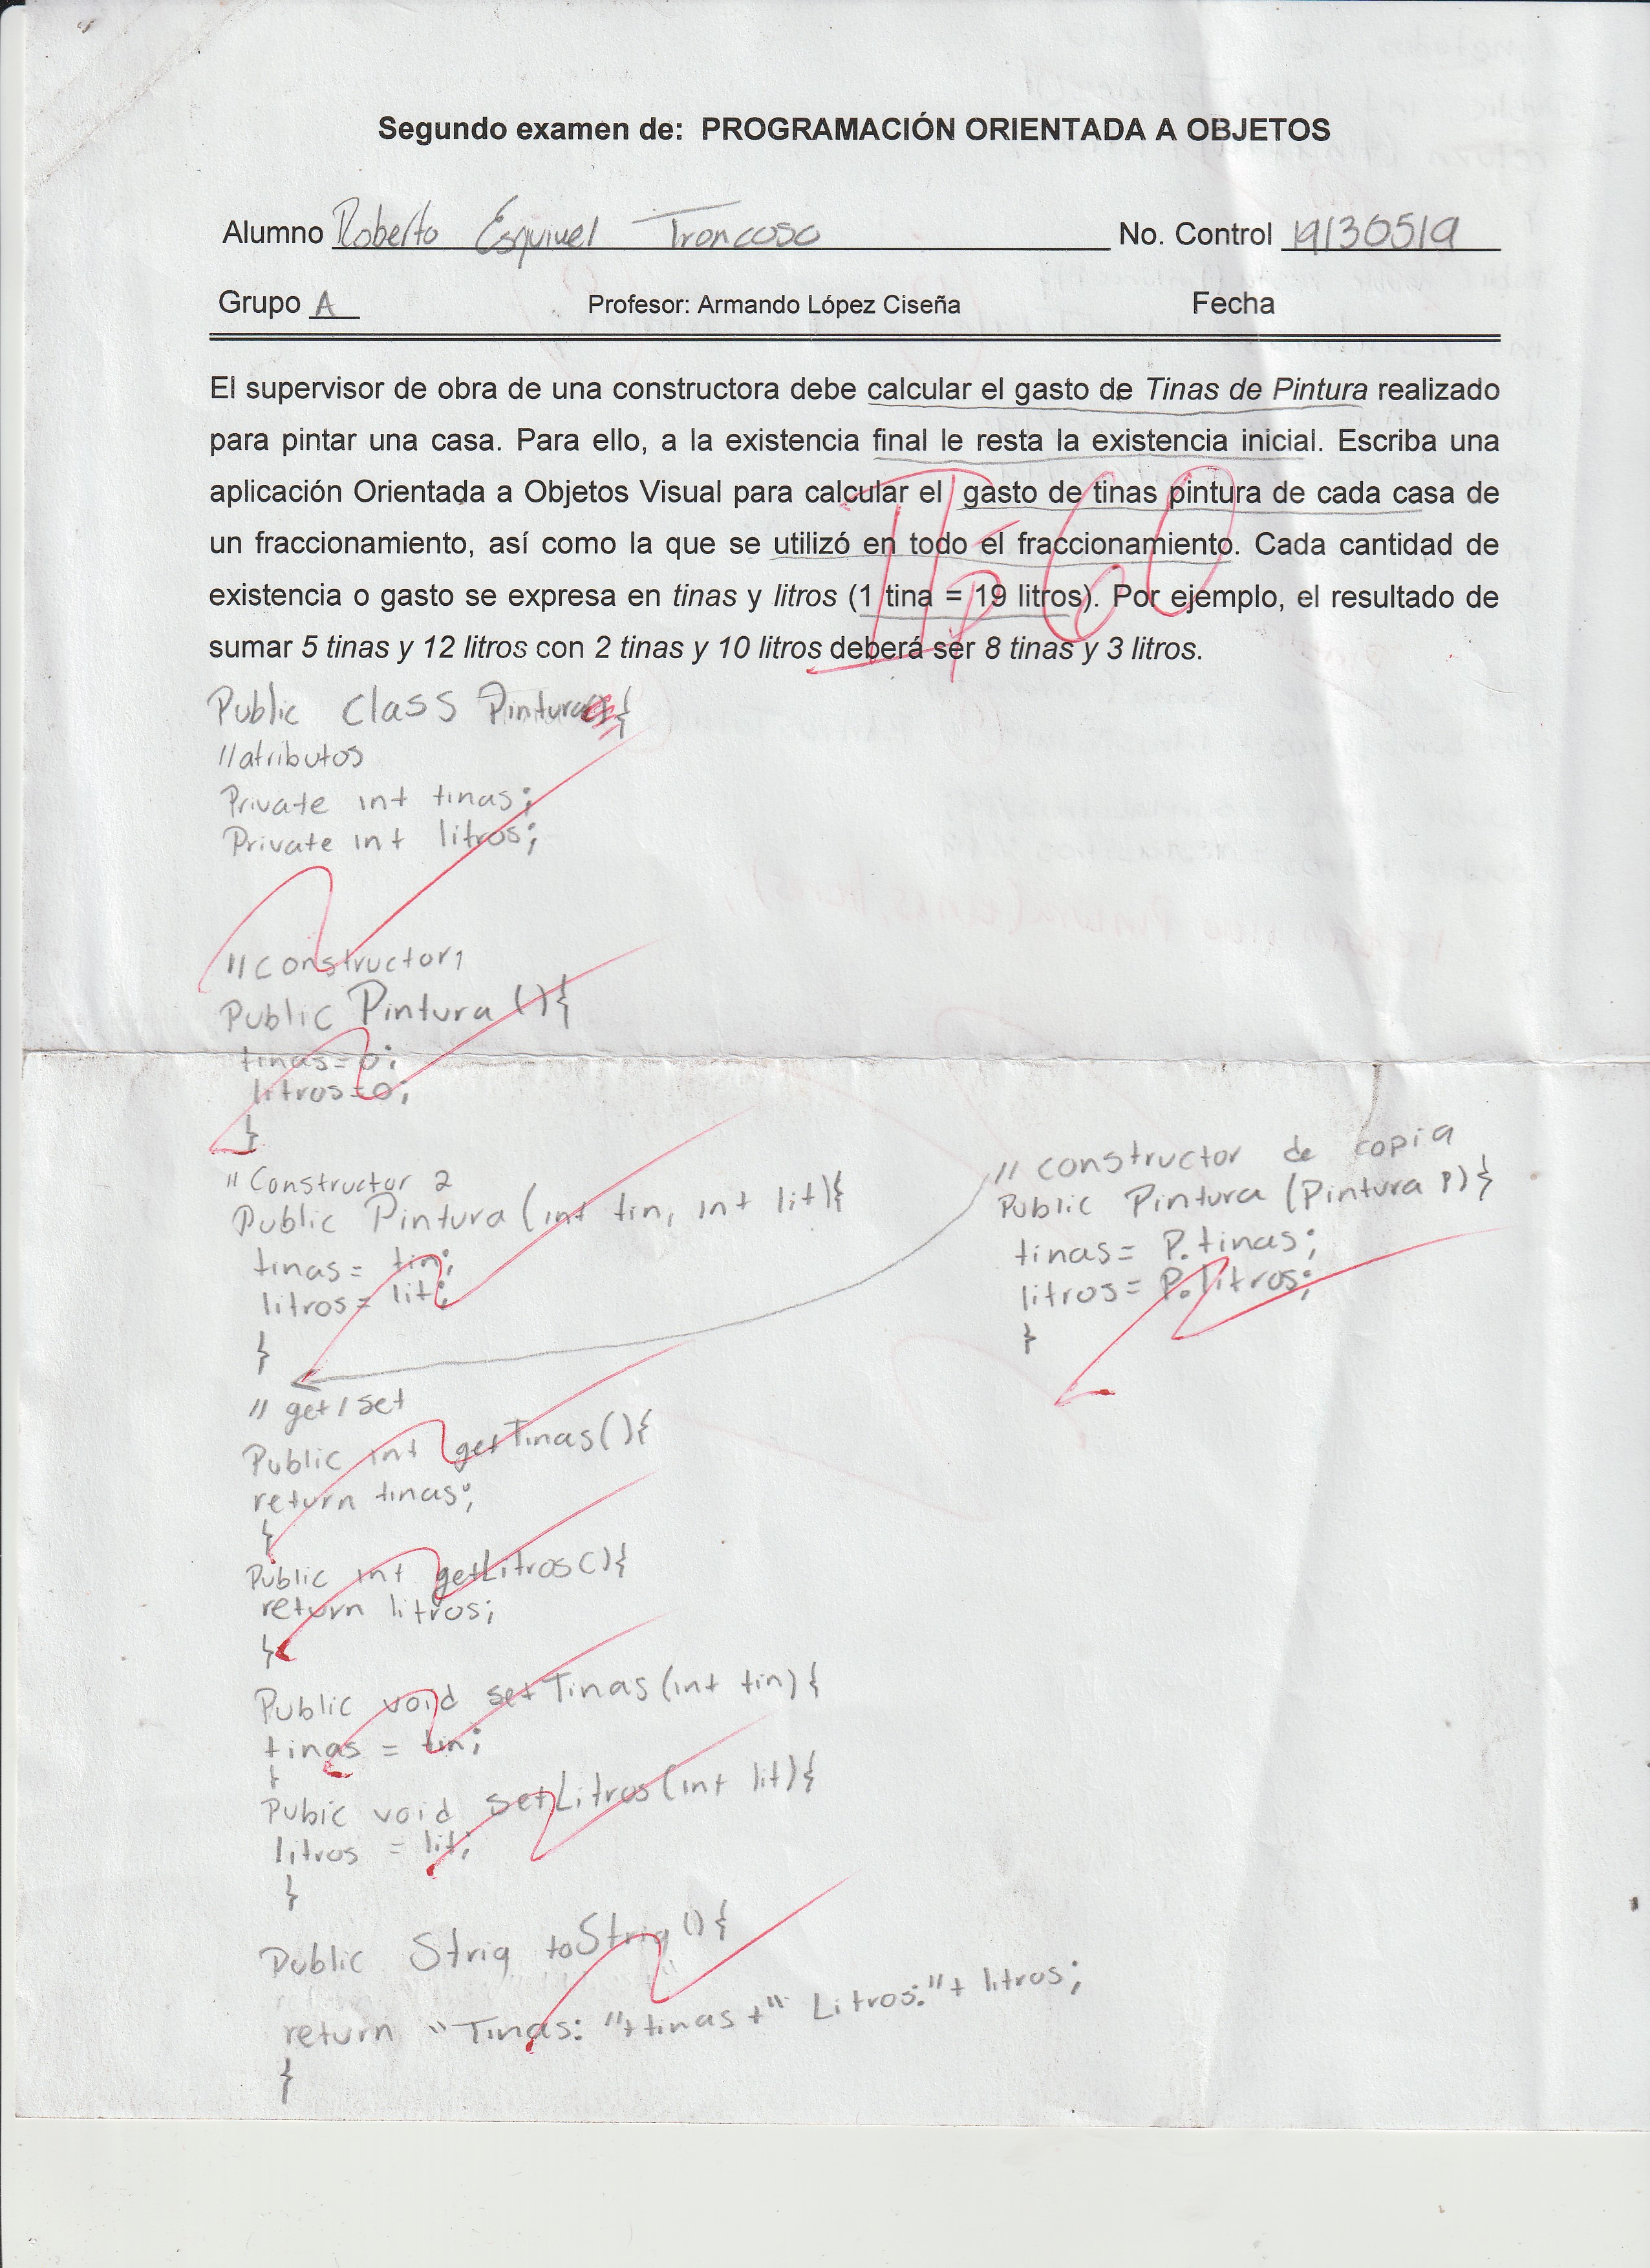 Segundo examen de: PROGRAMACIÓN ORIENTADA A OBJETOS
Alumno Roberto Esquivel Troncoso No. Control 19130519
Grupo A Profesor: Armando López Ciseña Fecha
El supervisor de obra de una constructora debe calcular el gasto de Tinas de Pintura realizado
para pintar una casa. Para ello, a la existencia final le resta la existencia inicial. Escriba una
aplicación Orientada a Objetos Visual para calcular el gasto de tinas pintura de cada casa de
un fraccionamiento, así como la que se utilizó en todo el fraccionamiento. Cada cantidad de
existencia o gasto se expresa en tinas y litros (1 tina = 19 litros). Por ejemplo, el resultado de
sumar 5 tinas y 12 litros con 2 tinas y 10 litros deberá ser 8 tinas y 3 litros.
Public class Pintura{
//atributos
Private int tinas;
Private int litros;
//constructor1
Public Pintura (){
tinas=0;
litros=0;
}
// Constructor 2
Public Pintura (int tin, int lit){
tinas= tin;
litros= lit;
}
// constructor de copia
Public Pintura (Pintura P){
tinas= P.tinas;
litros= P.litros;
}
// get/set
Public int getTinas(){
return tinas;
}
Public int getLitros(){
return litros;
}
Public void setTinas(int tin){
tinas = tin;
}
Pubic void setLitros(int lit){
litros = lit;
}
Public Strig toStrig(){
return "Tinas: "+tinas+" Litros:"+ litros;
}